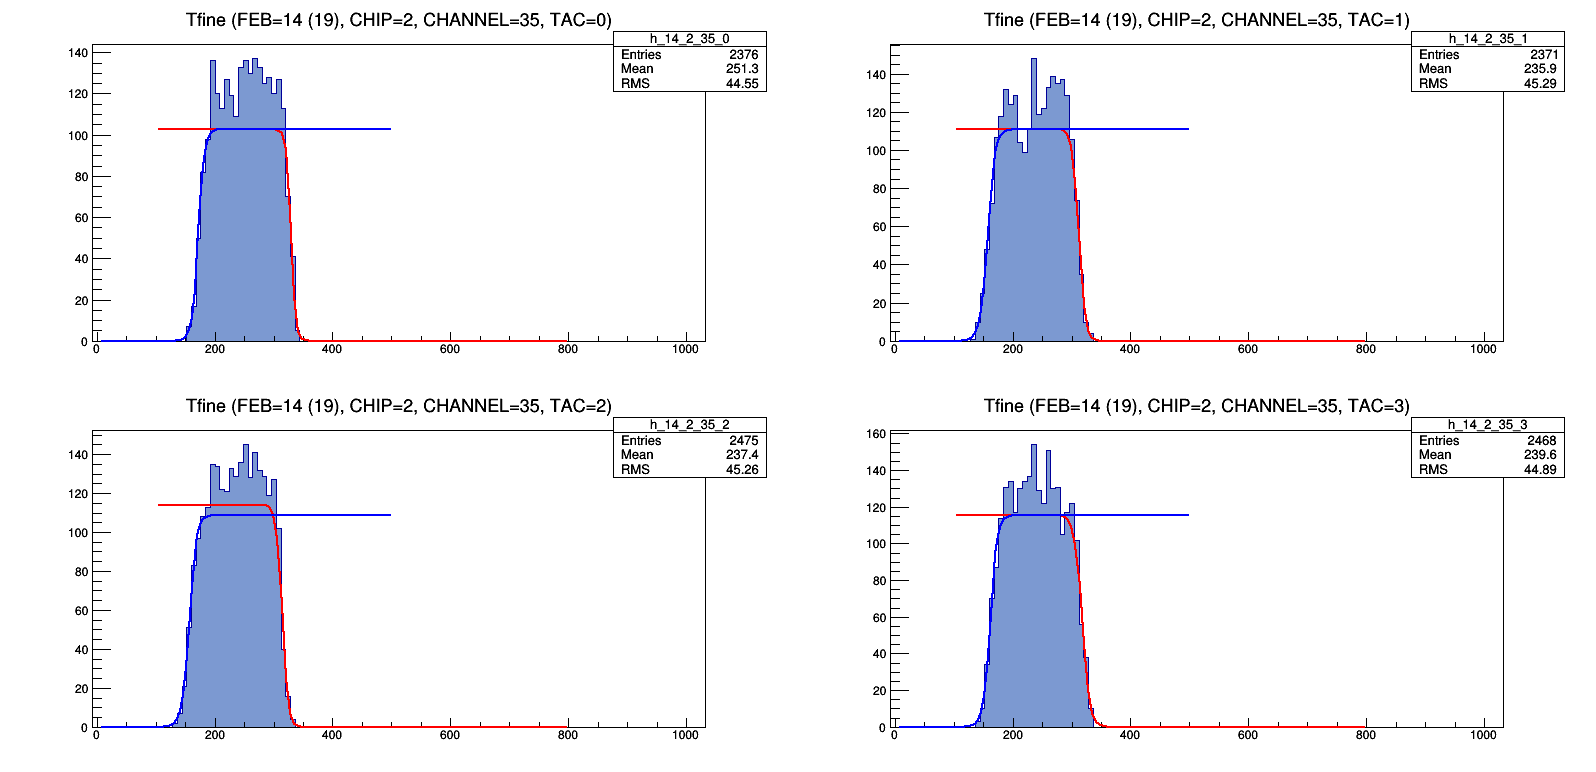 Tfine (FEB=14 (19), CHIP=2, CHANNEL=35, TAC=0)
h_14_2_35_0
Entries 2376
Mean 251.3
RMS 44.55
140
120
100
80
60
40
20
0
0 200 400 600 800 1000
Tfine (FEB=14 (19), CHIP=2, CHANNEL=35, TAC=1)
h_14_2_35_1
Entries 2371
Mean 235.9
RMS 45.29
140
120
100
80
60
40
20
0
0 200 400 600 800 1000
Tfine (FEB=14 (19), CHIP=2, CHANNEL=35, TAC=2)
h_14_2_35_2
Entries 2475
Mean 237.4
RMS 45.26
140
120
100
80
60
40
20
0
0 200 400 600 800 1000
Tfine (FEB=14 (19), CHIP=2, CHANNEL=35, TAC=3)
h_14_2_35_3
Entries 2468
Mean 239.6
RMS 44.89
160
140
120
100
80
60
40
20
0
0 200 400 600 800 1000